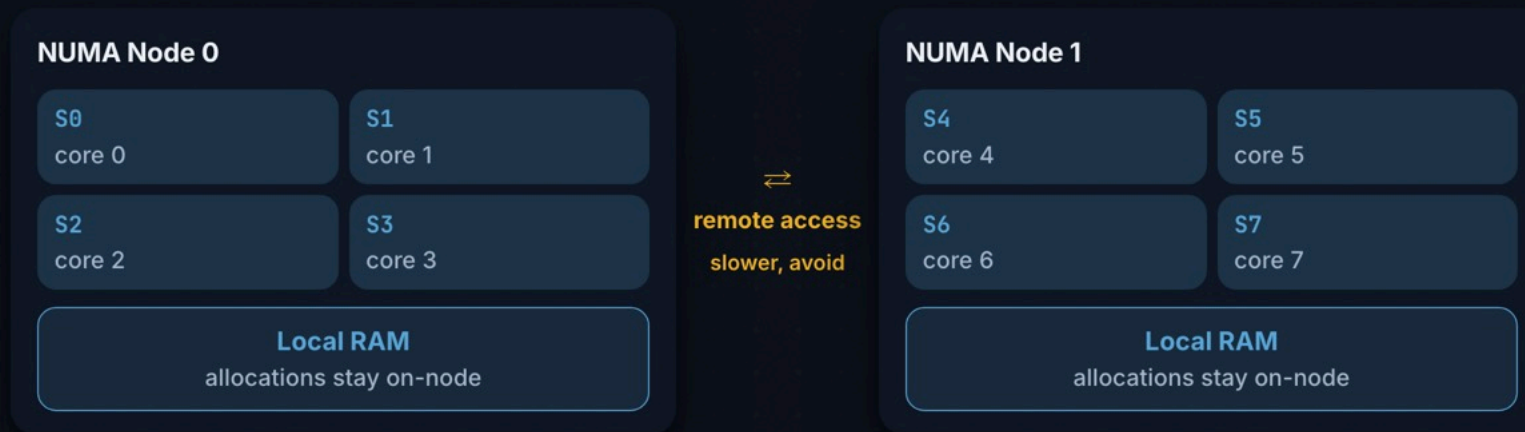 NUMA Node 0
S0
core 0
S1
core 1
S2
core 2
S3
core 3
Local RAM
allocations stay on-node
⇄
remote access
slower, avoid
NUMA Node 1
S4
core 4
S5
core 5
S6
core 6
S7
core 7
Local RAM
allocations stay on-node